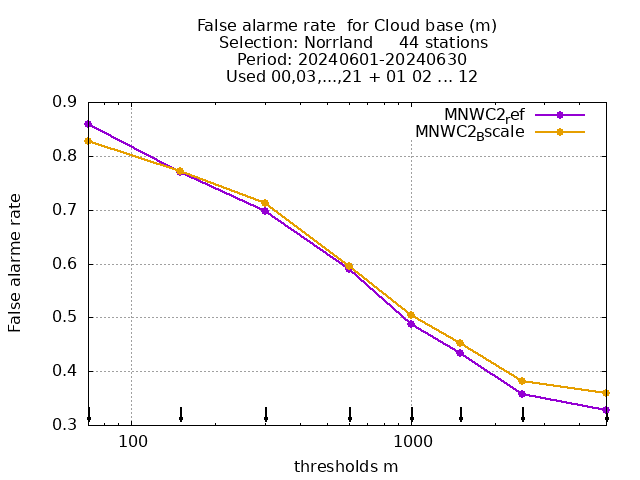 False alarme rate  for Cloud base (m)
Selection: Norrland     44 stations
Period: 20240601-20240630
Used 00,03,...,21 + 01 02 ... 12
MNWC2ref
MNWC2Bscale
0.9
0.8
0.7
0.6
0.5
0.4
0.3
False alarme rate
100
1000
thresholds m